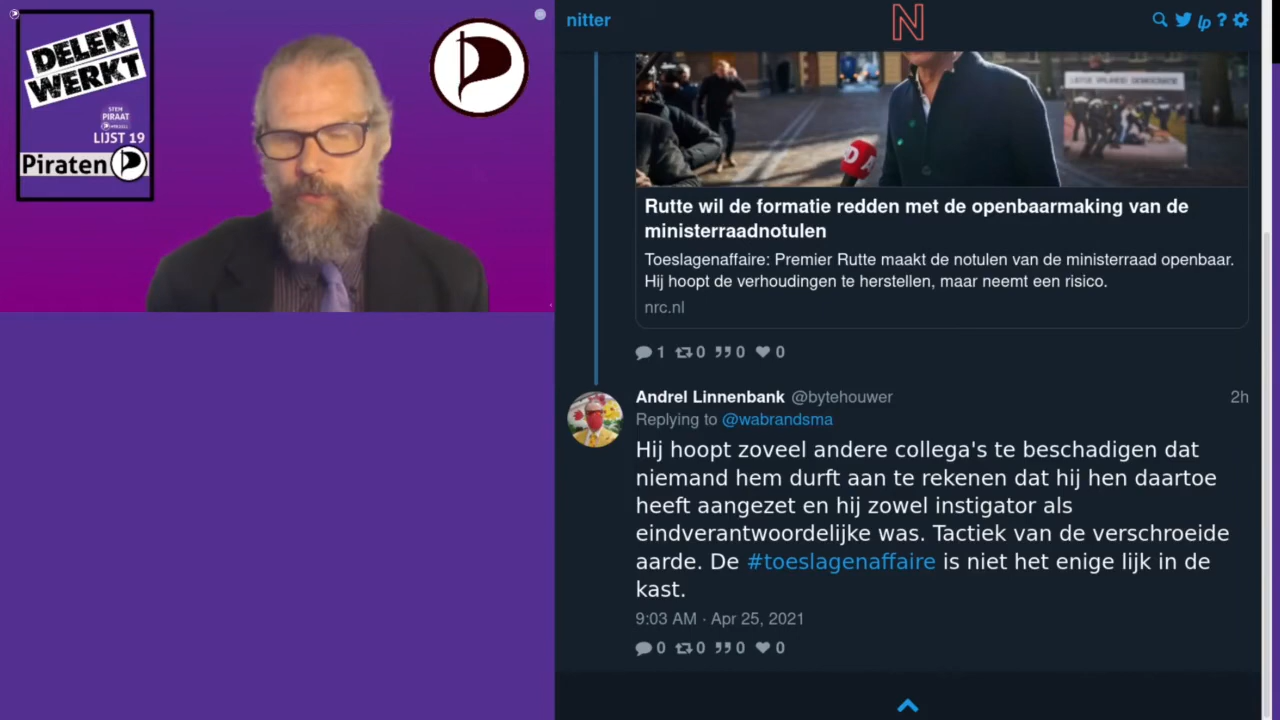 DELEN
WERKT
STEM
PIRAAT
LIJST 19
Piraten
nitter
N
LIEFDE VRIJHEID DEMOCRATIE
Rutte wil de formatie redden met de openbaarmaking van de
ministerraadnotulen
Toeslagenaffaire: Premier Rutte maakt de notulen van de ministerraad openbaar.
Hij hoopt de verhoudingen te herstellen, maar neemt een risico.
nrc.nl
1 0 0 0
Andrel Linnenbank @bytehouwer 2h
Replying to @wabrandsma
Hij hoopt zoveel andere collega's te beschadigen dat
niemand hem durft aan te rekenen dat hij hen daartoe
heeft aangezet en hij zowel instigator als
eindverantwoordelijke was. Tactiek van de verschroeide
aarde. De #toeslagenaffaire is niet het enige lijk in de
kast.
9:03 AM · Apr 25, 2021
0 0 0 0